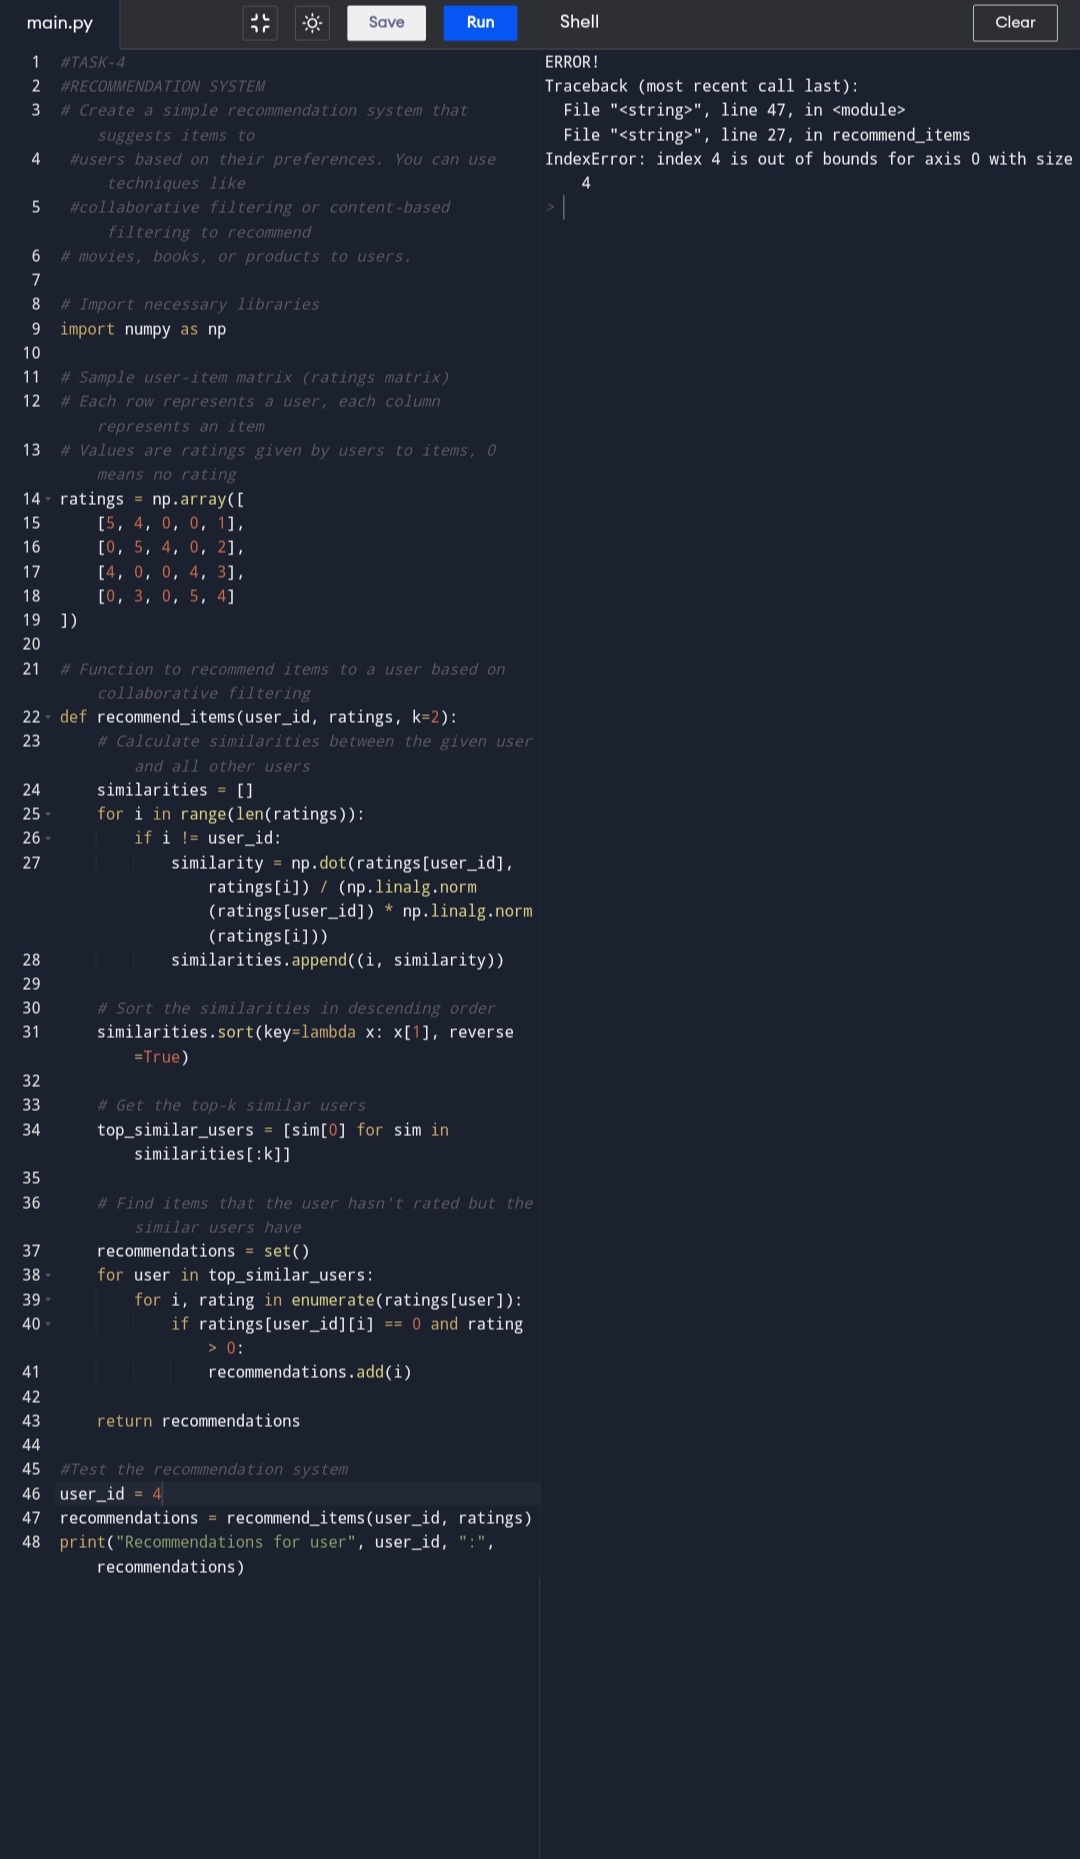 main.py
Save
Run
Shell
Clear
1 #TASK-4
2 #RECOMMENDATION SYSTEM
3 # Create a simple recommendation system that
suggests items to
4 #users based on their preferences. You can use
techniques like
5 #collaborative filtering or content-based
filtering to recommend
6 # movies, books, or products to users.
7
8 # Import necessary libraries
9 import numpy as np
10
11 # Sample user-item matrix (ratings matrix)
12 # Each row represents a user, each column
represents an item
13 # Values are ratings given by users to items, 0
means no rating
14 ratings = np.array([
15     [5, 4, 0, 0, 1],
16     [0, 5, 4, 0, 2],
17     [4, 0, 0, 4, 3],
18     [0, 3, 0, 5, 4]
19 ])
20
21 # Function to recommend items to a user based on
collaborative filtering
22 def recommend_items(user_id, ratings, k=2):
23     # Calculate similarities between the given user
and all other users
24     similarities = []
25     for i in range(len(ratings)):
26         if i != user_id:
27             similarity = np.dot(ratings[user_id],
ratings[i]) / (np.linalg.norm
(ratings[user_id]) * np.linalg.norm
(ratings[i]))
28             similarities.append((i, similarity))
29
30     # Sort the similarities in descending order
31     similarities.sort(key=lambda x: x[1], reverse
=True)
32
33     # Get the top-k similar users
34     top_similar_users = [sim[0] for sim in
similarities[:k]]
35
36     # Find items that the user hasn't rated but the
similar users have
37     recommendations = set()
38     for user in top_similar_users:
39         for i, rating in enumerate(ratings[user]):
40             if ratings[user_id][i] == 0 and rating
> 0:
41                 recommendations.add(i)
42
43     return recommendations
44
45 #Test the recommendation system
46 user_id = 4
47 recommendations = recommend_items(user_id, ratings)
48 print("Recommendations for user", user_id, ":",
recommendations)
ERROR!
Traceback (most recent call last):
  File "<string>", line 47, in <module>
  File "<string>", line 27, in recommend_items
IndexError: index 4 is out of bounds for axis 0 with size
4
>